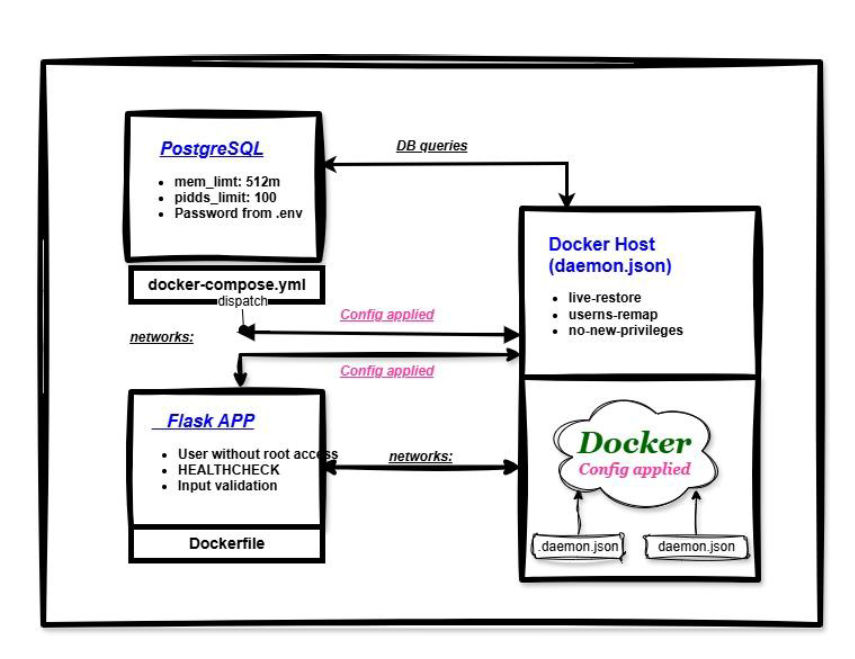 PostgreSQL
mem_limt: 512m
pidds_limit: 100
Password from .env
docker-compose.yml
dispatch
DB queries
Docker Host
(daemon.json)
live-restore
userns-remap
no-new-privileges
Config applied
networks:
Config applied
Flask APP
User without root access
HEALTHCHECK
Input validation
Dockerfile
networks:
Docker
Config applied
.daemon.json
daemon.json